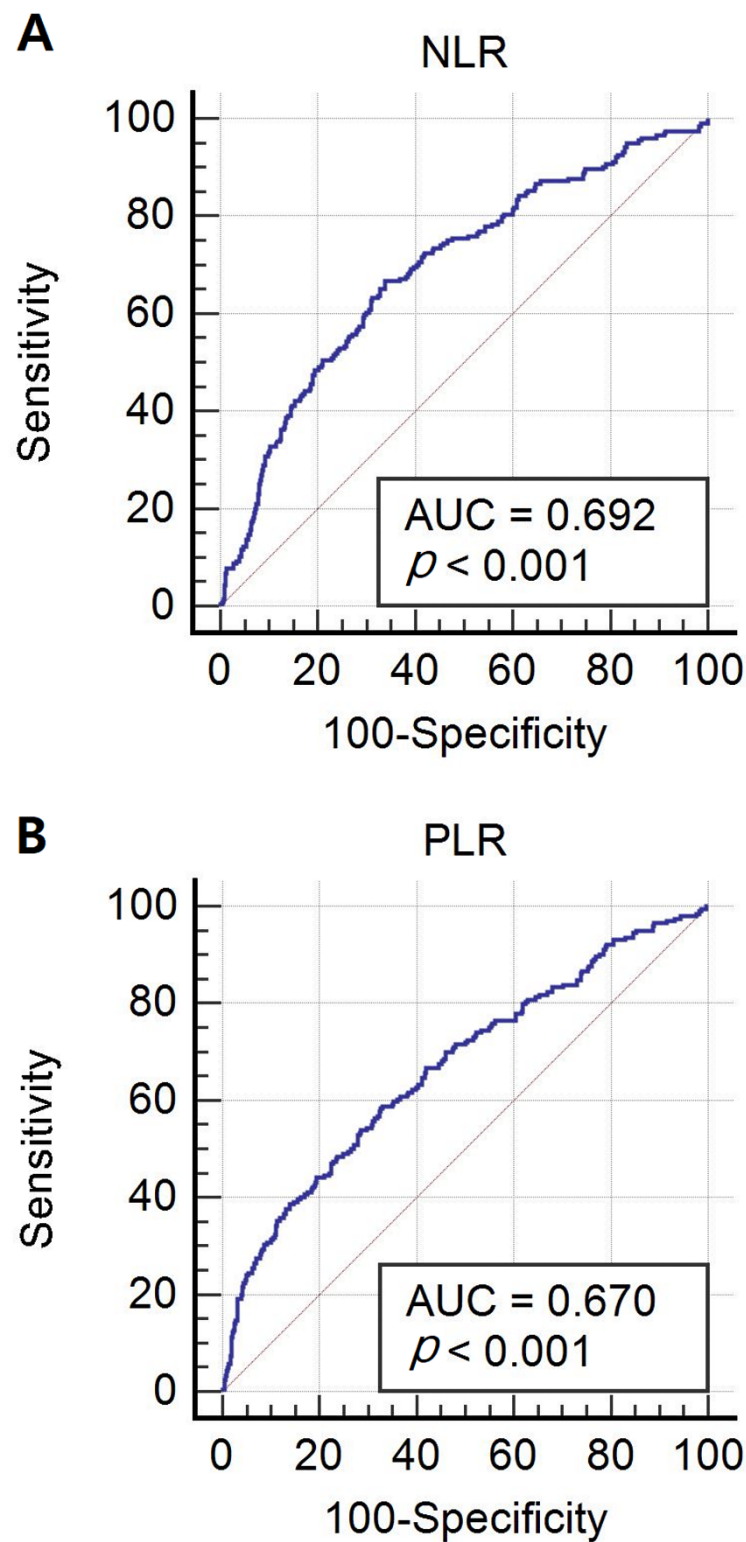 A
NLR
Sensitivity
100
80
60
40
20
0
AUC = 0.692
p < 0.001
0 20 40 60 80 100
100-Specificity
B
PLR
Sensitivity
100
80
60
40
20
0
AUC = 0.670
p < 0.001
0 20 40 60 80 100
100-Specificity